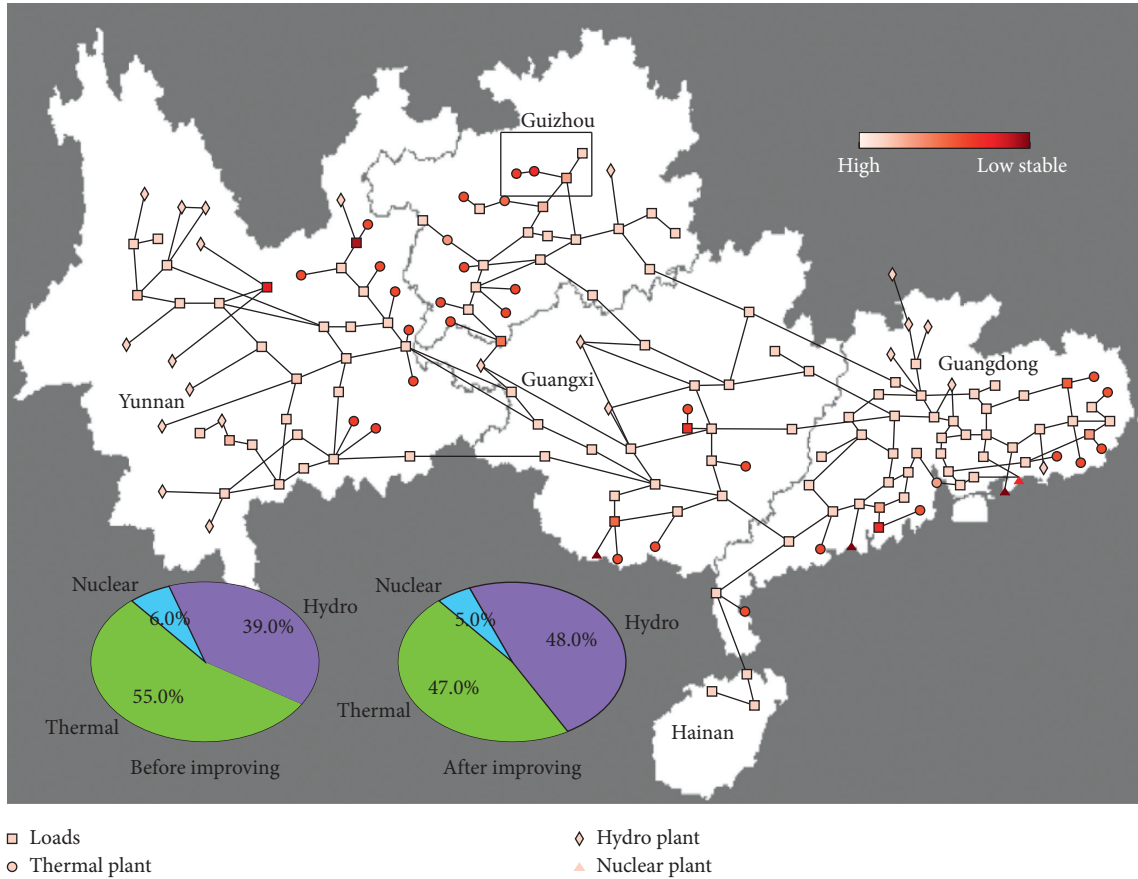 Guizhou
High
Low stable
Guangdong
Guangxi
Yunnan
Nuclear
6.0%
39.0%
Hydro
55.0%
Thermal
Before improving
Nuclear
5.0%
48.0%
Hydro
47.0%
Thermal
After improving
Hainan
Loads
Thermal plant
Hydro plant
Nuclear plant